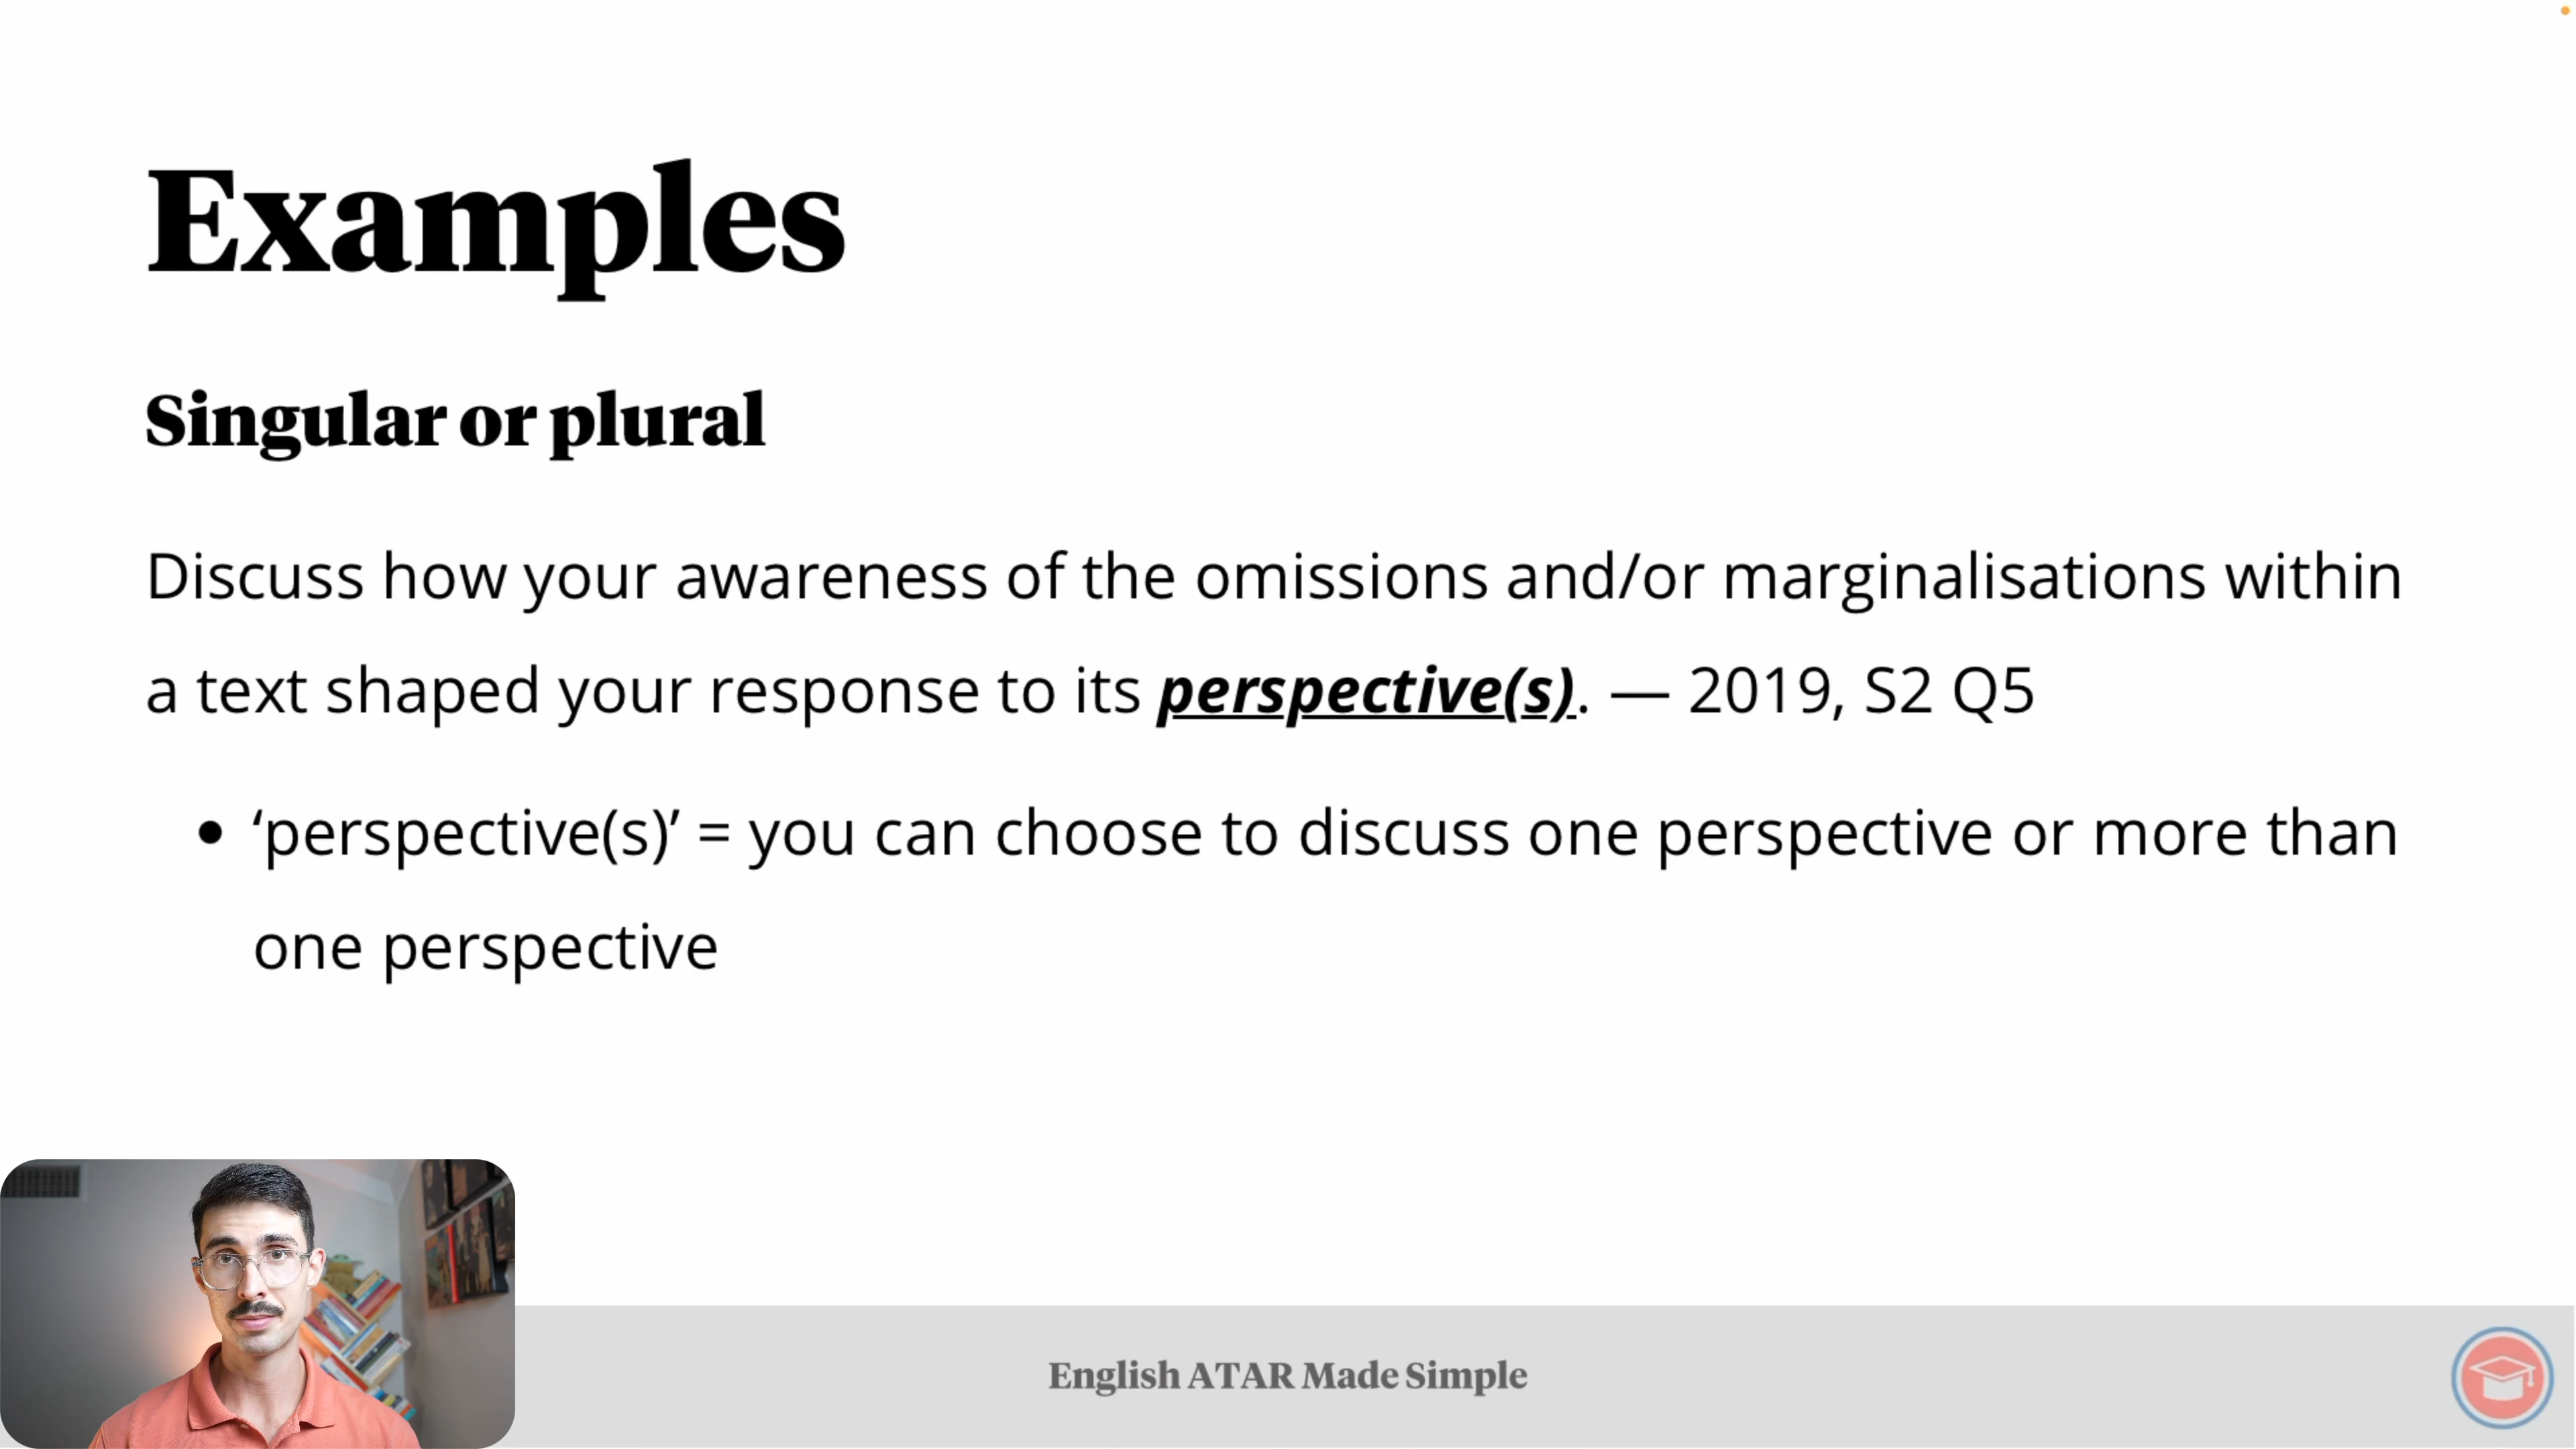 Examples
Singular or plural
Discuss how your awareness of the omissions and/or marginalisations within
a text shaped your response to its perspective(s). — 2019, S2 Q5
• ‘perspective(s)’ = you can choose to discuss one perspective or more than
one perspective
English ATAR Made Simple